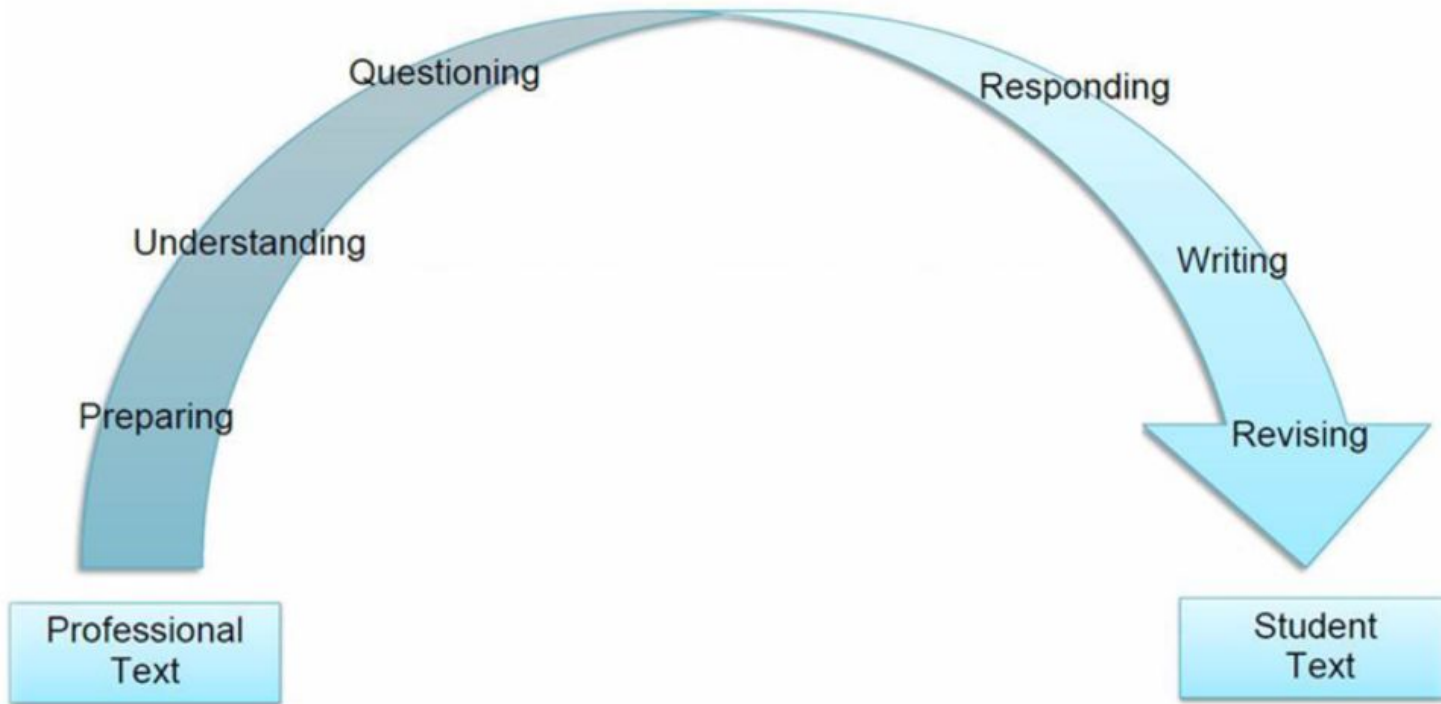 Questioning
Responding
Understanding
Writing
Preparing
Revising
Professional
Text
Student
Text